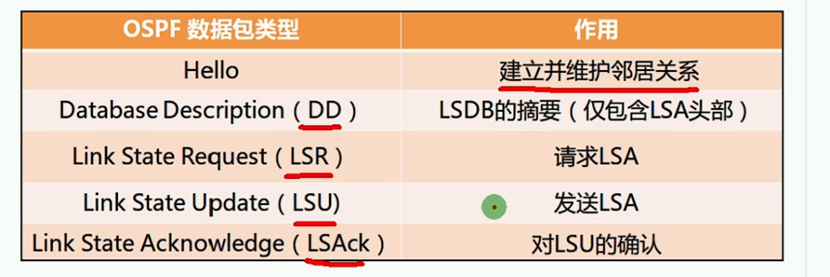 OSPF 数据包类型 作用
Hello 建立并维护邻居关系
Database Description（DD） LSDB的摘要（仅包含LSA头部）
Link State Request（LSR） 请求LSA
Link State Update（LSU) 发送LSA
Link State Acknowledge（LSAck） 对LSU的确认